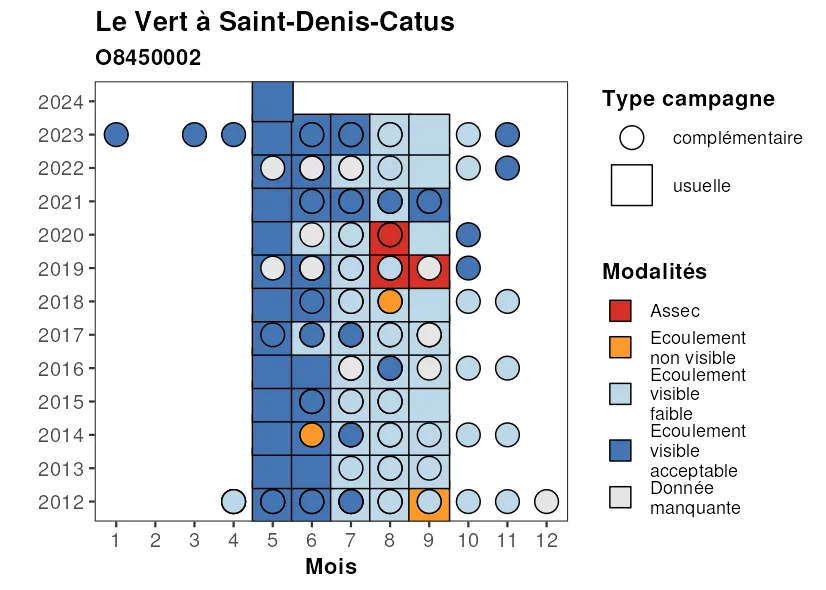 Le Vert à Saint-Denis-Catus
O8450002
2024
2023
2022
2021
2020
2019
2018
2017
2016
2015
2014
2013
2012
1 2 3 4 5 6 7 8 9 10 11 12
Mois
Type campagne
complémentaire
usuelle
Modalités
Assec
Ecoulement
non visible
Ecoulement
visible
faible
Ecoulement
visible
acceptable
Donnée
manquante